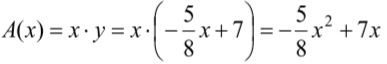 A(x) = x · y = x · (−5/8 x + 7) = −5/8 x² + 7x